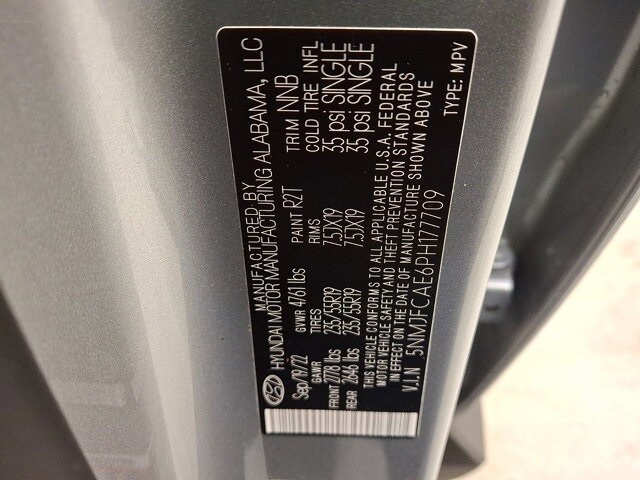 MANUFACTURED BY
HYUNDAI MOTOR MANUFACTURING ALABAMA, LLC
Sep/19/22 GVWR 4761 lbs PAINT R2T TRIM NNB
GAWR TIRES RIMS COLD TIRE INFL
FRONT 2778 lbs 235/55R19 7.5JX19 35 psi SINGLE
REAR 2646 lbs 235/55R19 7.5JX19 35 psi SINGLE
THIS VEHICLE CONFORMS TO ALL APPLICABLE U.S.A. FEDERAL
MOTOR VEHICLE SAFETY AND THEFT PREVENTION STANDARDS
IN EFFECT ON THE DATE OF MANUFACTURE SHOWN ABOVE
V.I.N 5NMJFCAE6PH177709 TYPE: MPV